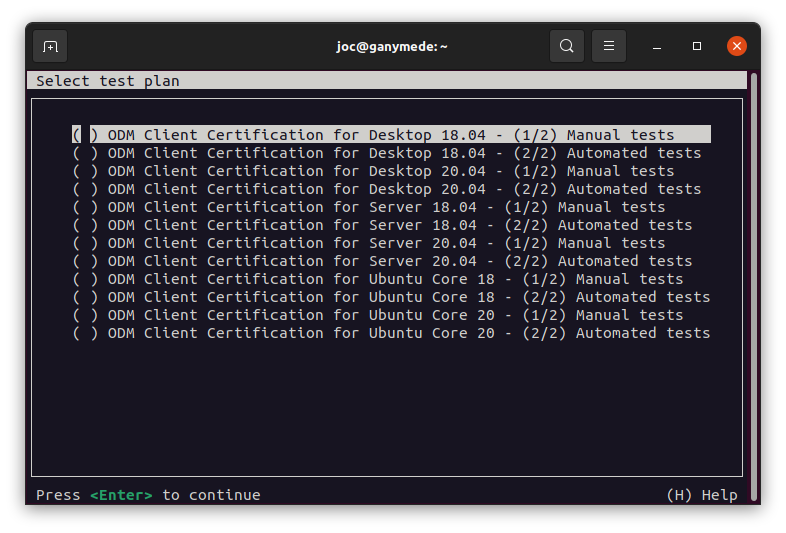 joc@ganymede: ~
Select test plan
( ) ODM Client Certification for Desktop 18.04 - (1/2) Manual tests
( ) ODM Client Certification for Desktop 18.04 - (2/2) Automated tests
( ) ODM Client Certification for Desktop 20.04 - (1/2) Manual tests
( ) ODM Client Certification for Desktop 20.04 - (2/2) Automated tests
( ) ODM Client Certification for Server 18.04 - (1/2) Manual tests
( ) ODM Client Certification for Server 18.04 - (2/2) Automated tests
( ) ODM Client Certification for Server 20.04 - (1/2) Manual tests
( ) ODM Client Certification for Server 20.04 - (2/2) Automated tests
( ) ODM Client Certification for Ubuntu Core 18 - (1/2) Manual tests
( ) ODM Client Certification for Ubuntu Core 18 - (2/2) Automated tests
( ) ODM Client Certification for Ubuntu Core 20 - (1/2) Manual tests
( ) ODM Client Certification for Ubuntu Core 20 - (2/2) Automated tests
Press <Enter> to continue (H) Help